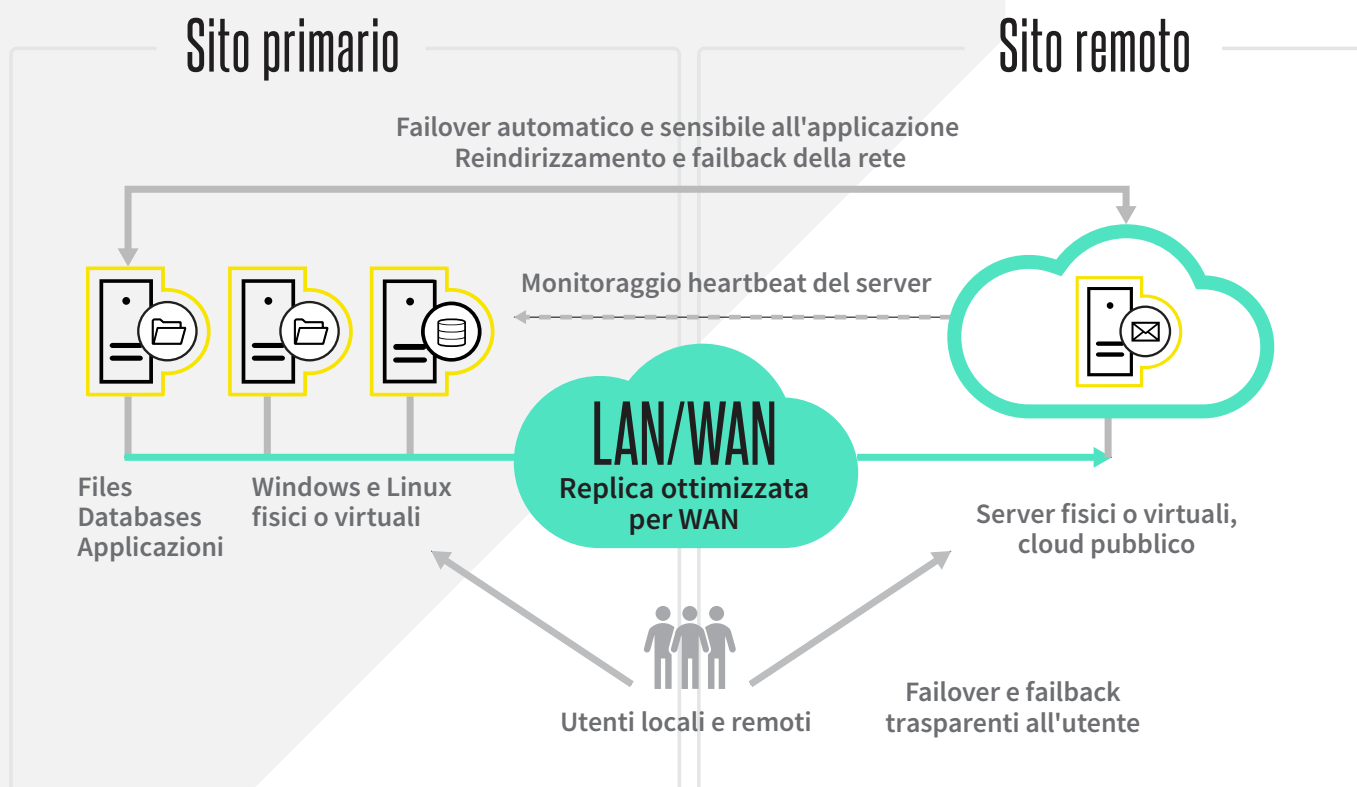 Sito primario
Sito remoto
Failover automatico e sensibile all'applicazione
Reindirizzamento e failback della rete
Monitoraggio heartbeat del server
LAN/WAN
Replica ottimizzata
per WAN
Files
Databases
Applicazioni
Windows e Linux
fisici o virtuali
Server fisici o virtuali,
cloud pubblico
Utenti locali e remoti
Failover e failback
trasparenti all'utente